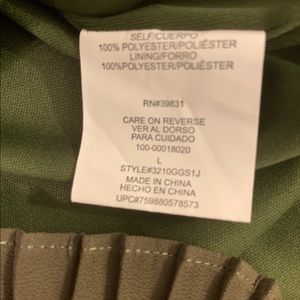 SELF/CUERPO
100% POLYESTER/POLIÉSTER
LINING/FORRO
100%POLYESTER/POLIÉSTER
RN#39831
CARE ON REVERSE
VER AL DORSO
PARA CUIDADO
100-00018020
L
STYLE#3210GGS1J
MADE IN CHINA
HECHO EN CHINA
UPC#759880578573